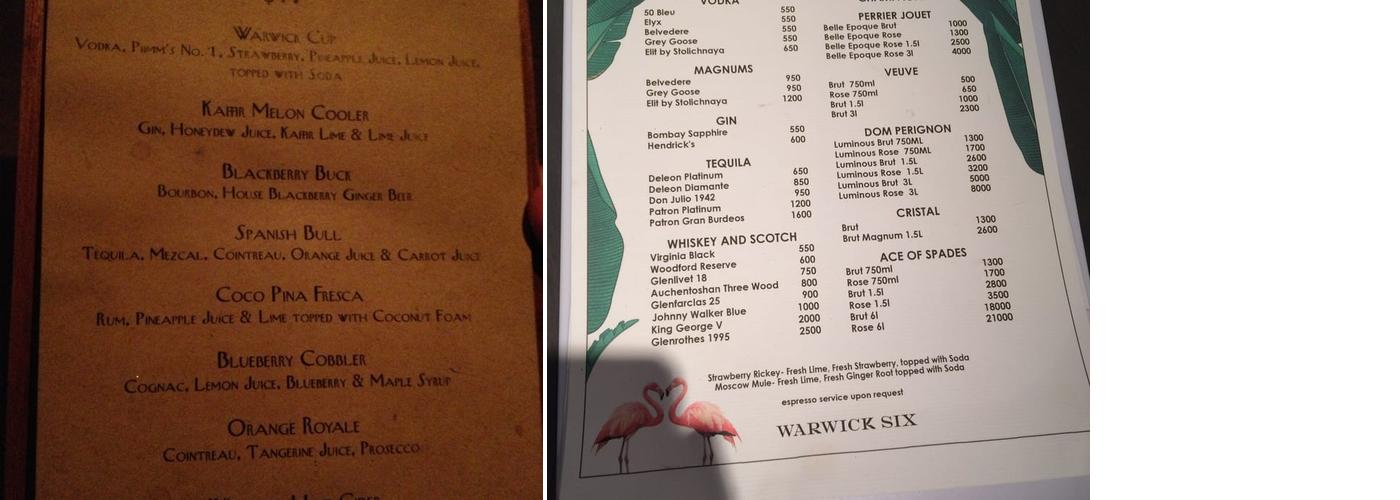 Warwick Cup
Vodka, Pimm's No. 1, Strawberry, Pineapple Juice, Lemon Juice,
topped with Soda
Kaffir Melon Cooler
Gin, Honeydew Juice, Kaffir Lime & Lime Juice
Blackberry Buck
Bourbon, House Blackberry Ginger Beer
Spanish Bull
Tequila, Mezcal, Cointreau, Orange Juice & Carrot Juice
Coco Pina Fresca
Rum, Pineapple Juice & Lime topped with Coconut Foam
Blueberry Cobbler
Cognac, Lemon Juice, Blueberry & Maple Syrup
Orange Royale
Cointreau, Tangerine Juice, Prosecco
VODKA
50 Bleu 550
Elyx 550
Belvedere 550
Grey Goose 550
Elit by Stolichnaya 650
MAGNUMS
Belvedere 950
Grey Goose 950
Elit by Stolichnaya 1200
GIN
Bombay Sapphire 550
Hendrick's 600
TEQUILA
Deleon Platinum 650
Deleon Diamante 850
Don Julio 1942 950
Patron Platinum 1200
Patron Gran Burdeos 1600
WHISKEY AND SCOTCH
Virginia Black 550
Woodford Reserve 600
Glenlivet 18 750
Auchentoshan Three Wood 800
Glenfarclas 25 900
Johnny Walker Blue 1000
King George V 2000
Glenrothes 1995 2500
PERRIER JOUET
Belle Epoque Brut 1000
Belle Epoque Rose 1300
Belle Epoque Rose 1.5l 2500
Belle Epoque Rose 3l 4000
VEUVE
Brut 750ml 500
Rose 750ml 650
Brut 1.5l 1000
Brut 3l 2300
DOM PERIGNON
Luminous Brut 750ML 1300
Luminous Rose 750ML 1700
Luminous Brut 1.5L 2600
Luminous Rose 1.5L 3200
Luminous Brut 3L 5000
Luminous Rose 3L 8000
CRISTAL
Brut 1300
Brut Magnum 1.5L 2600
ACE OF SPADES
Brut 750ml 1300
Rose 750ml 1700
Brut 1.5l 2800
Rose 1.5l 3500
Brut 6l 18000
Rose 6l 21000
Strawberry Rickey- Fresh Lime, Fresh Strawberry, topped with Soda
Moscow Mule- Fresh Lime, Fresh Ginger Root topped with Soda
espresso service upon request
WARWICK SIX